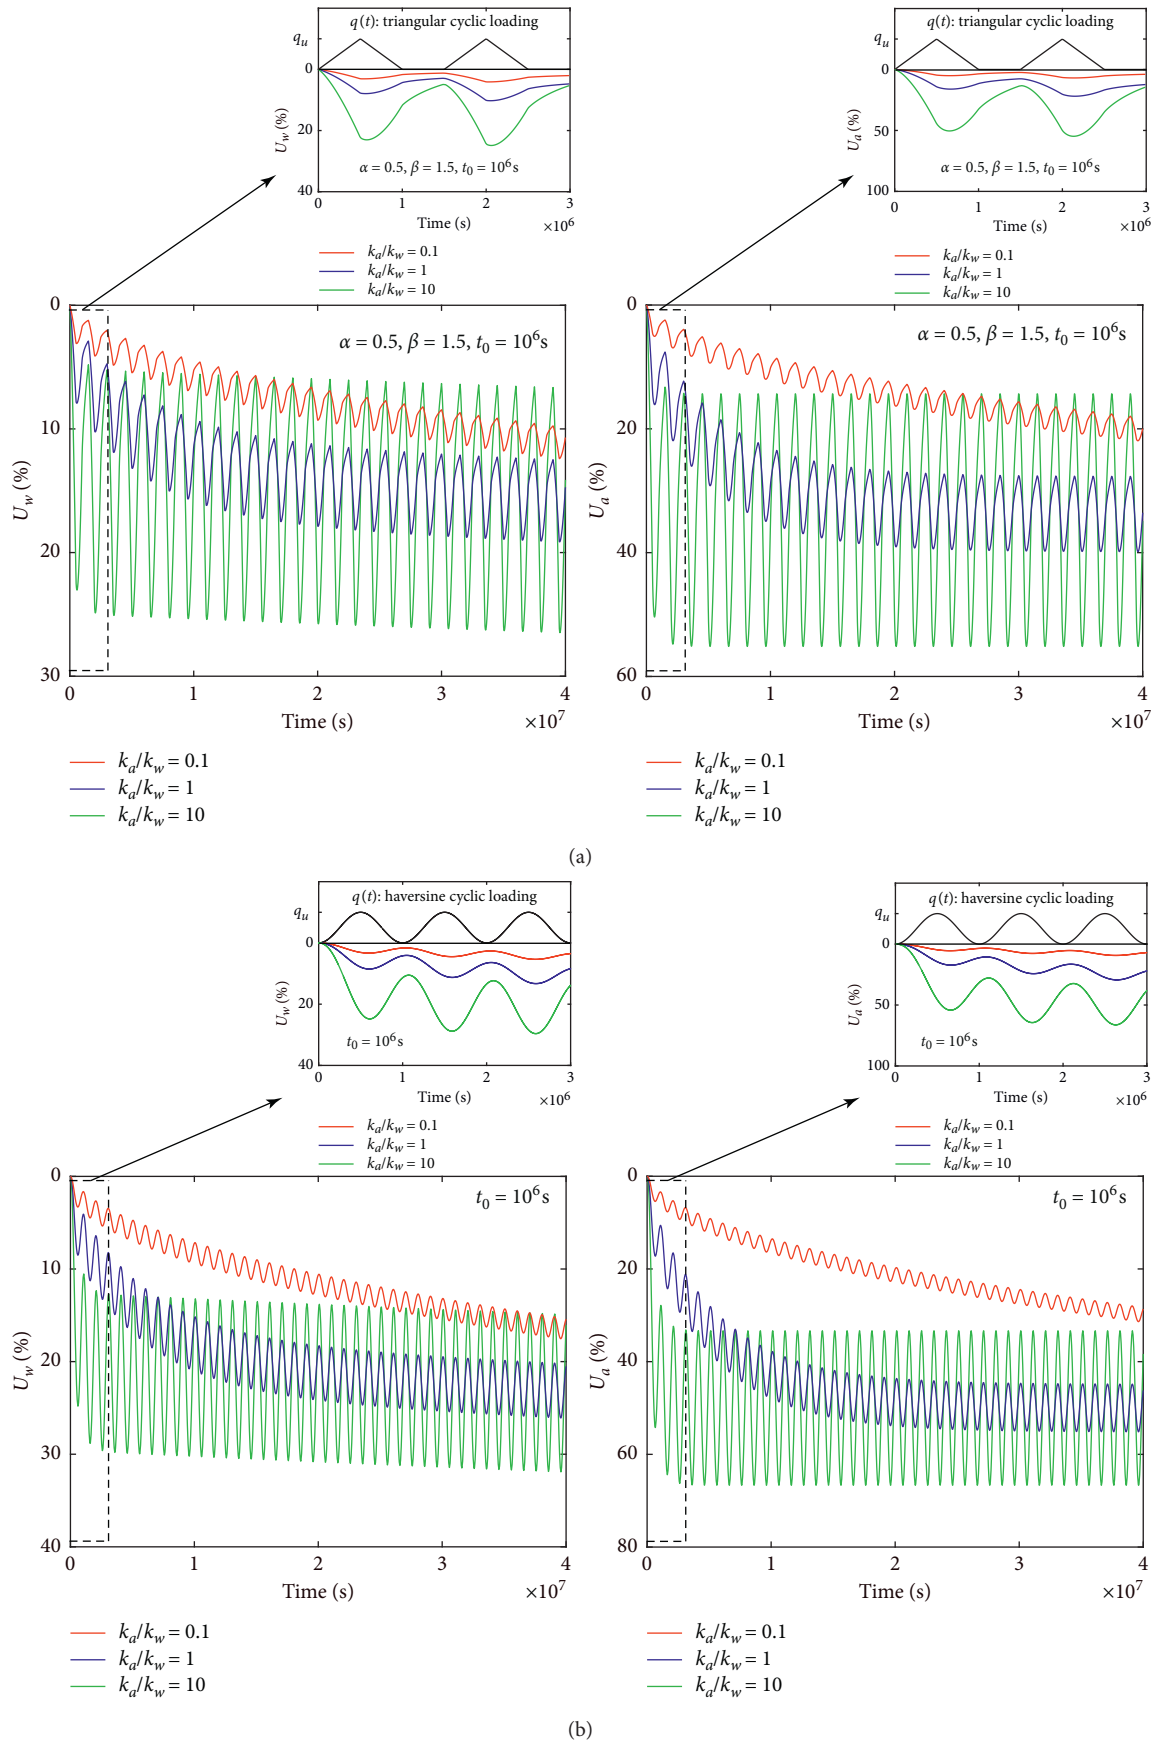 q(t): triangular cyclic loading
q_u
0
20
40
U_w (%)
α = 0.5, β = 1.5, t_0 = 10^6 s
0 1 2 3
Time (s)
×10^6
k_a/k_w = 0.1
k_a/k_w = 1
k_a/k_w = 10
q(t): triangular cyclic loading
q_u
0
50
100
U_a (%)
α = 0.5, β = 1.5, t_0 = 10^6 s
0 1 2 3
Time (s)
×10^6
k_a/k_w = 0.1
k_a/k_w = 1
k_a/k_w = 10
0
10
20
30
U_w (%)
α = 0.5, β = 1.5, t_0 = 10^6 s
0 1 2 3 4
Time (s)
×10^7
k_a/k_w = 0.1
k_a/k_w = 1
k_a/k_w = 10
0
20
40
60
U_a (%)
α = 0.5, β = 1.5, t_0 = 10^6 s
0 1 2 3 4
Time (s)
×10^7
k_a/k_w = 0.1
k_a/k_w = 1
k_a/k_w = 10
(a)
q(t): haversine cyclic loading
q_u
0
20
40
U_w (%)
t_0 = 10^6 s
0 1 2 3
Time (s)
×10^6
k_a/k_w = 0.1
k_a/k_w = 1
k_a/k_w = 10
q(t): haversine cyclic loading
q_u
0
50
100
U_a (%)
t_0 = 10^6 s
0 1 2 3
Time (s)
×10^6
k_a/k_w = 0.1
k_a/k_w = 1
k_a/k_w = 10
0
10
20
30
40
U_w (%)
t_0 = 10^6 s
0 1 2 3 4
Time (s)
×10^7
k_a/k_w = 0.1
k_a/k_w = 1
k_a/k_w = 10
0
20
40
60
80
U_a (%)
t_0 = 10^6 s
0 1 2 3 4
Time (s)
×10^7
k_a/k_w = 0.1
k_a/k_w = 1
k_a/k_w = 10
(b)